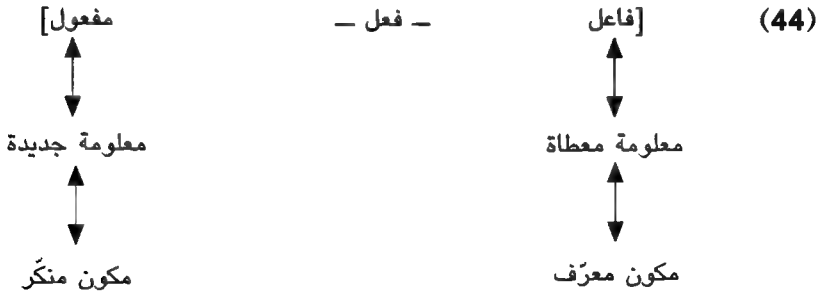 (44) [فاعل – فعل – مفعول]
معلومة معطاة معلومة جديدة
مكون معرّف مكون منكّر